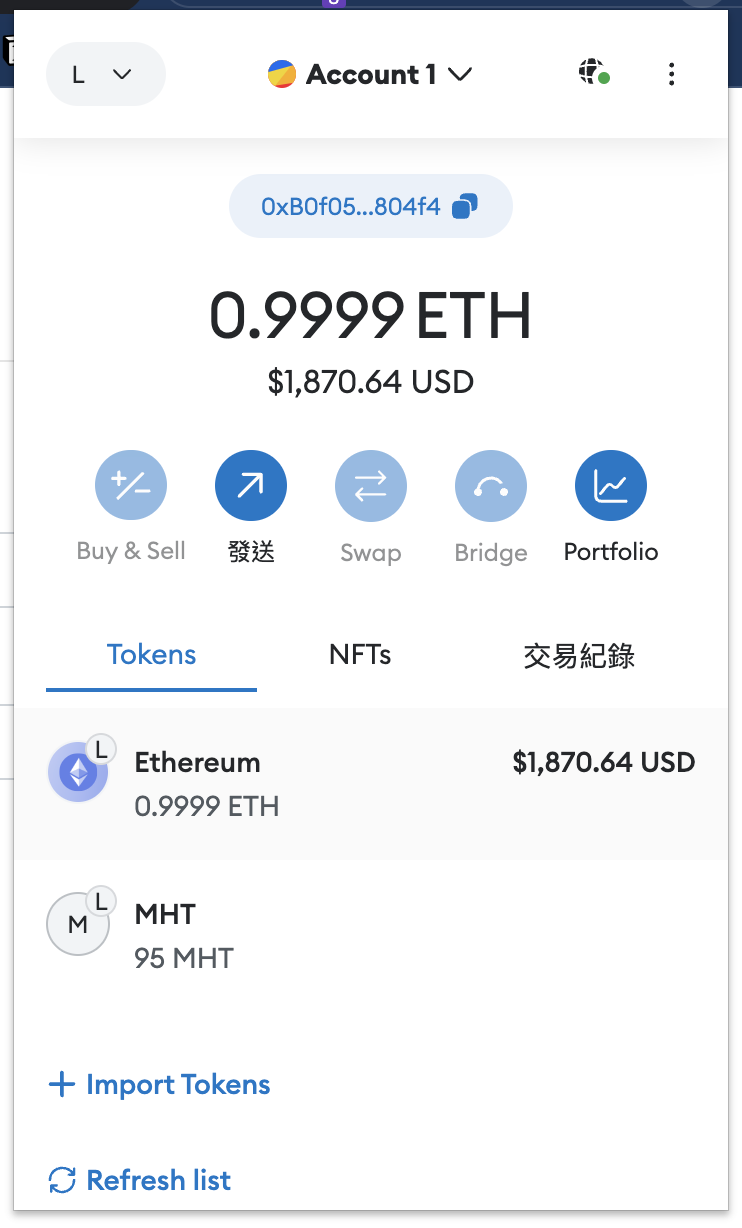 L
Account 1
0xB0f05...804f4
0.9999 ETH
$1,870.64 USD
Buy & Sell
發送
Swap
Bridge
Portfolio
Tokens
NFTs
交易紀錄
L
Ethereum
$1,870.64 USD
0.9999 ETH
L
M
MHT
95 MHT
Import Tokens
Refresh list